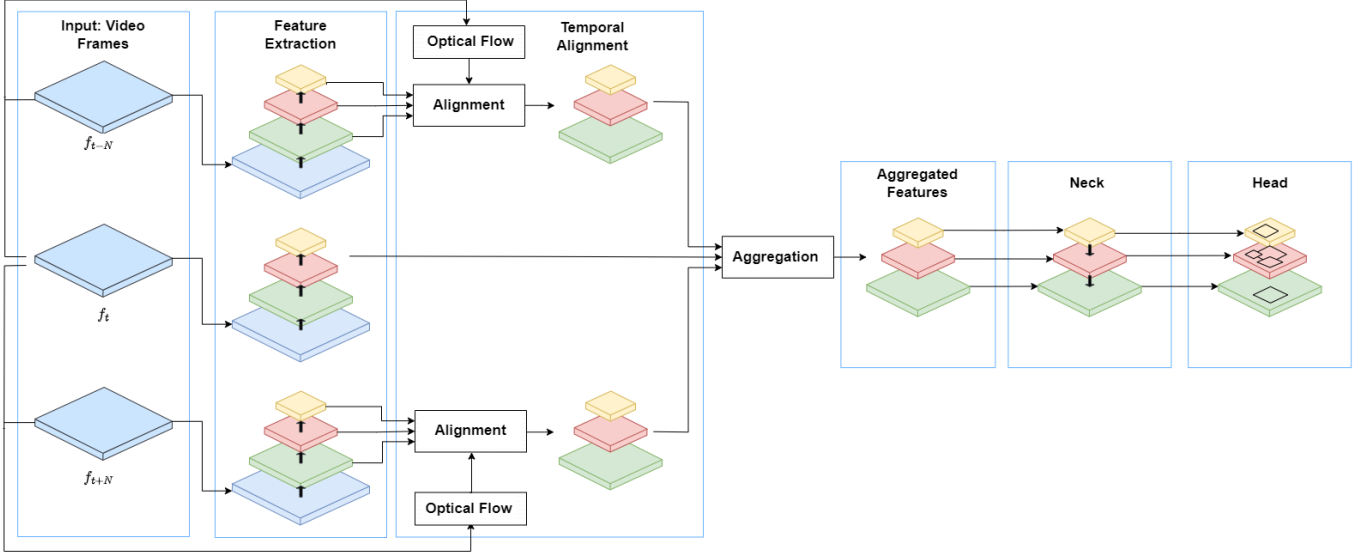 Input: Video
Frames
Feature
Extraction
Optical Flow
Temporal
Alignment
Alignment
f_{t-N}
Aggregated
Features
Neck
Head
Aggregation
f_t
Alignment
f_{t+N}
Optical Flow